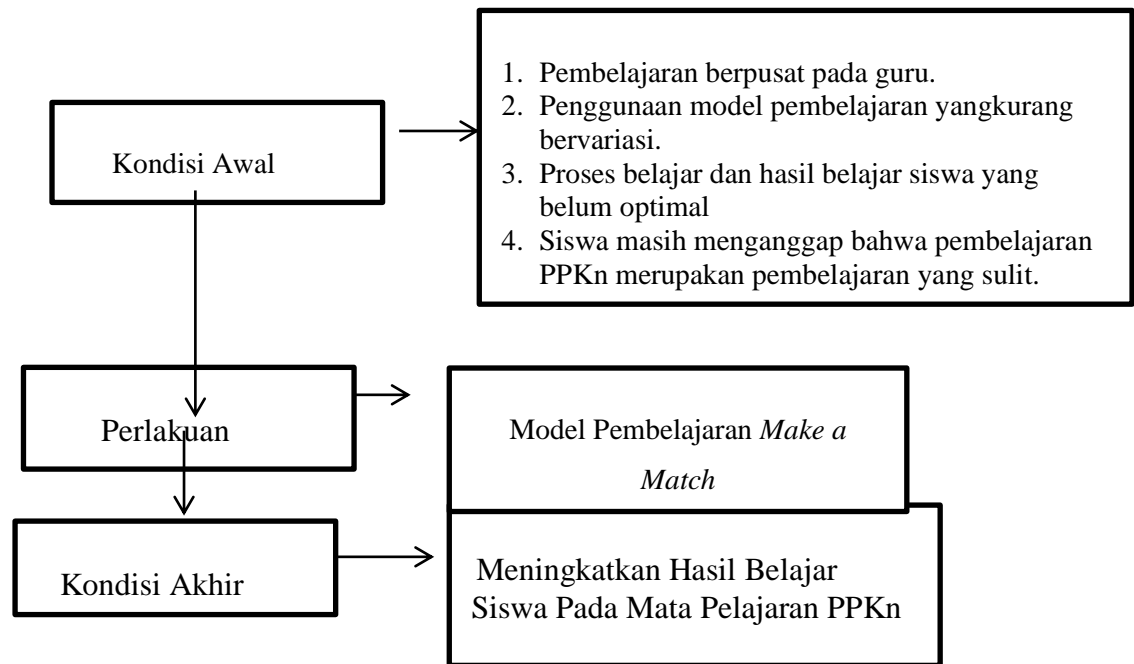 Kondisi Awal
1. Pembelajaran berpusat pada guru.
2. Penggunaan model pembelajaran yangkurang
bervariasi.
3. Proses belajar dan hasil belajar siswa yang
belum optimal
4. Siswa masih menganggap bahwa pembelajaran
PPKn merupakan pembelajaran yang sulit.
Perlakuan
Model Pembelajaran Make a
Match
Kondisi Akhir
Meningkatkan Hasil Belajar
Siswa Pada Mata Pelajaran PPKn